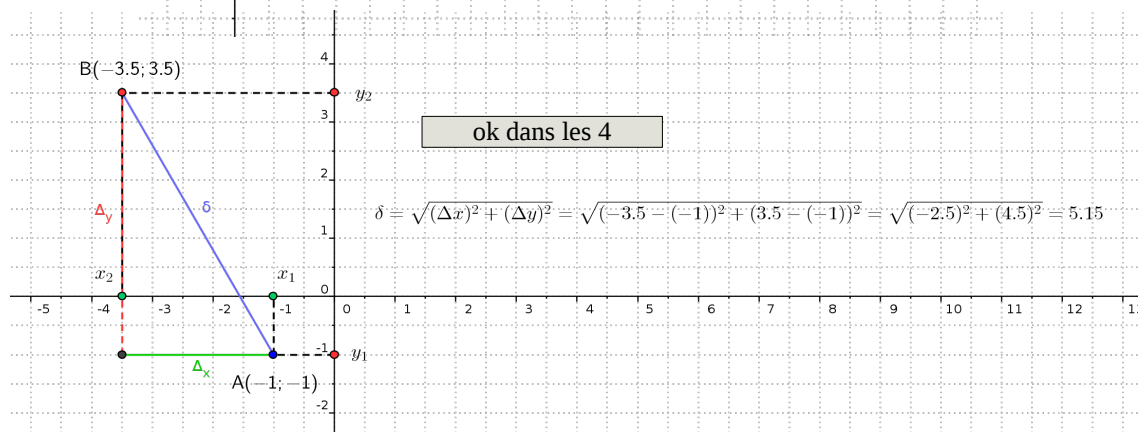 4
B(−3.5; 3.5)
y₂
3
ok dans les 4
2
Δy
δ
δ = √(Δx)² + (Δy)² = √(−3.5 − (−1))² + (3.5 − (−1))² = √(−2.5)² + (4.5)² = 5.15
1
x₂
x₁
0
-5 -4 -3 -2 -1 0 1 2 3 4 5 6 7 8 9 10 11 12 13
-1
y₁
Δx
A(−1; −1)
-2